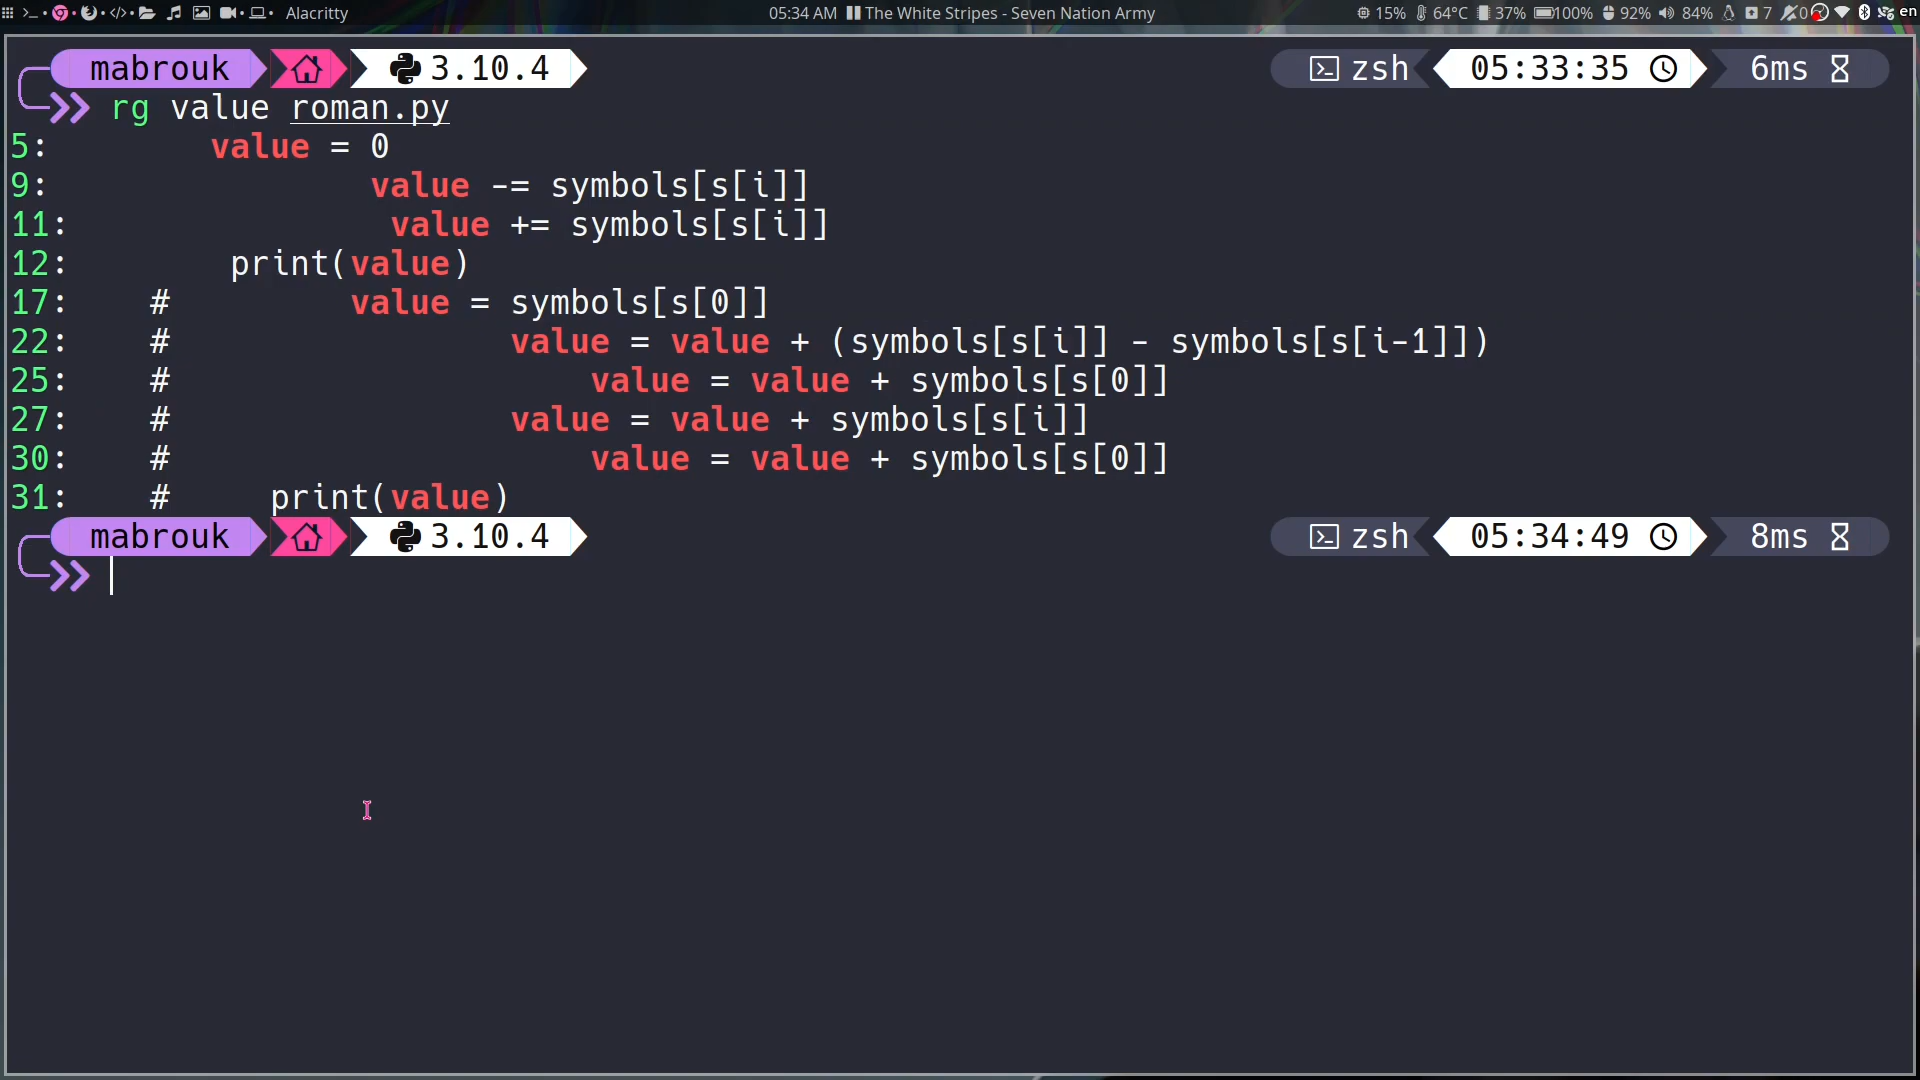 Alacritty 05:34 AM The White Stripes - Seven Nation Army 15% 64°C 37% 100% 92% 84% 7 0 en
mabrouk 3.10.4 zsh 05:33:35 6ms
rg value roman.py
5:        value = 0
9:                value -= symbols[s[i]]
11:                value += symbols[s[i]]
12:        print(value)
17:    #         value = symbols[s[0]]
22:    #                 value = value + (symbols[s[i]] - symbols[s[i-1]])
25:    #                     value = value + symbols[s[0]]
27:    #                 value = value + symbols[s[i]]
30:    #                     value = value + symbols[s[0]]
31:    #     print(value)
mabrouk 3.10.4 zsh 05:34:49 8ms